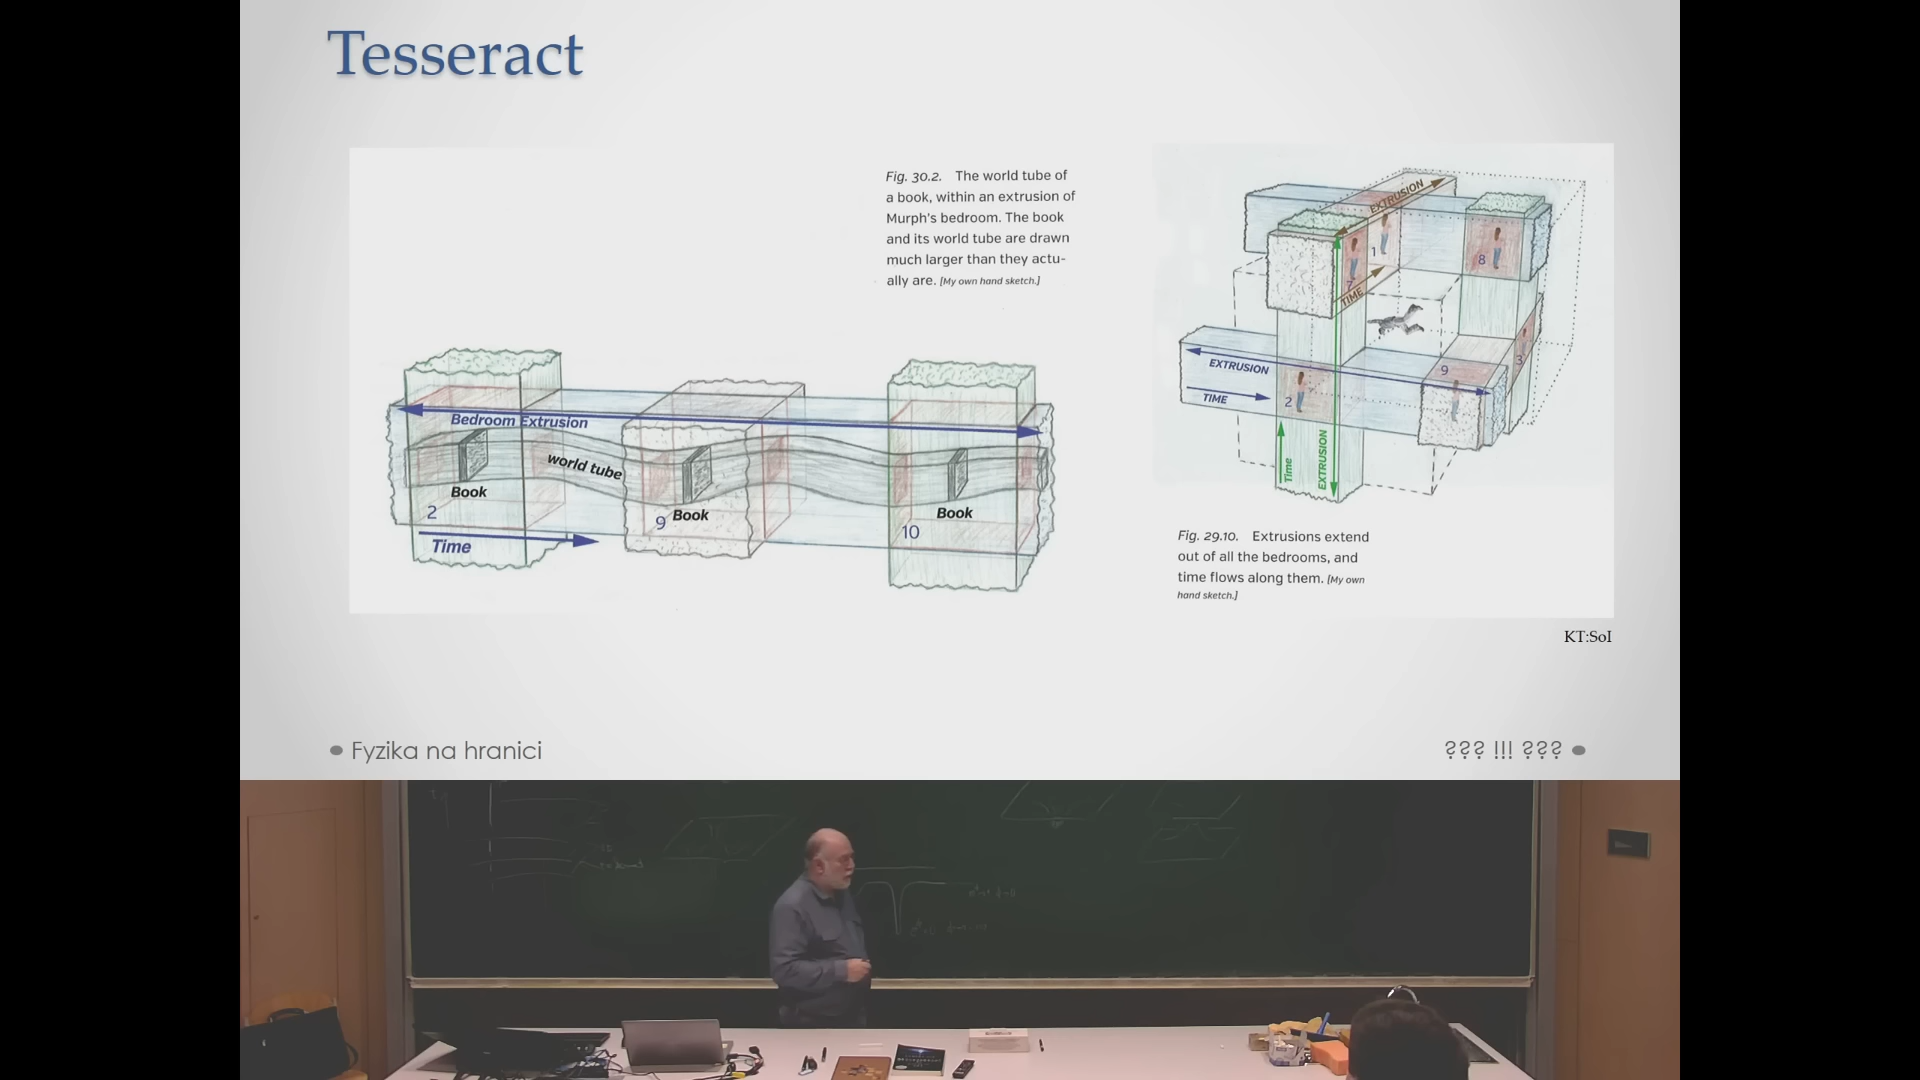 Tesseract
Fig. 30.2. The world tube of
a book, within an extrusion of
Murph's bedroom. The book
and its world tube are drawn
much larger than they actu-
ally are. [My own hand sketch.]
Bedroom Extrusion
world tube
Book
2
Time
9 Book
Book
10
EXTRUSION
1
8
7
TIME
3
9
EXTRUSION
TIME
2
Time
EXTRUSION
Fig. 29.10. Extrusions extend
out of all the bedrooms, and
time flows along them. [My own
hand sketch.]
KT:SoI
Fyzika na hranici
??? !!! ???